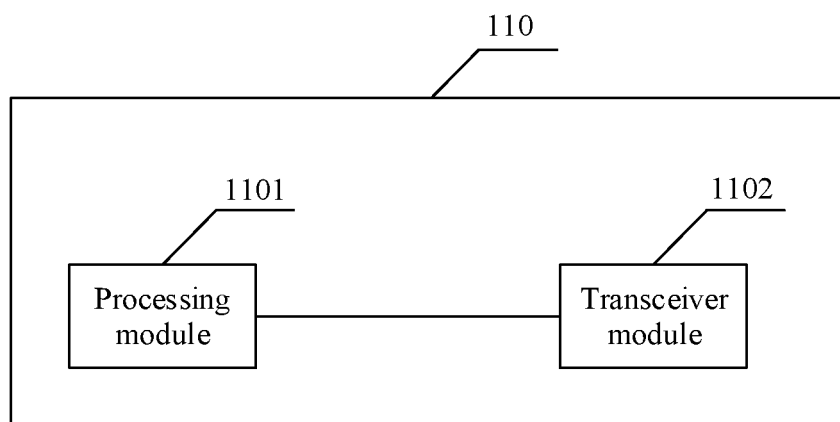 110
1101
1102
Processing
module
Transceiver
module